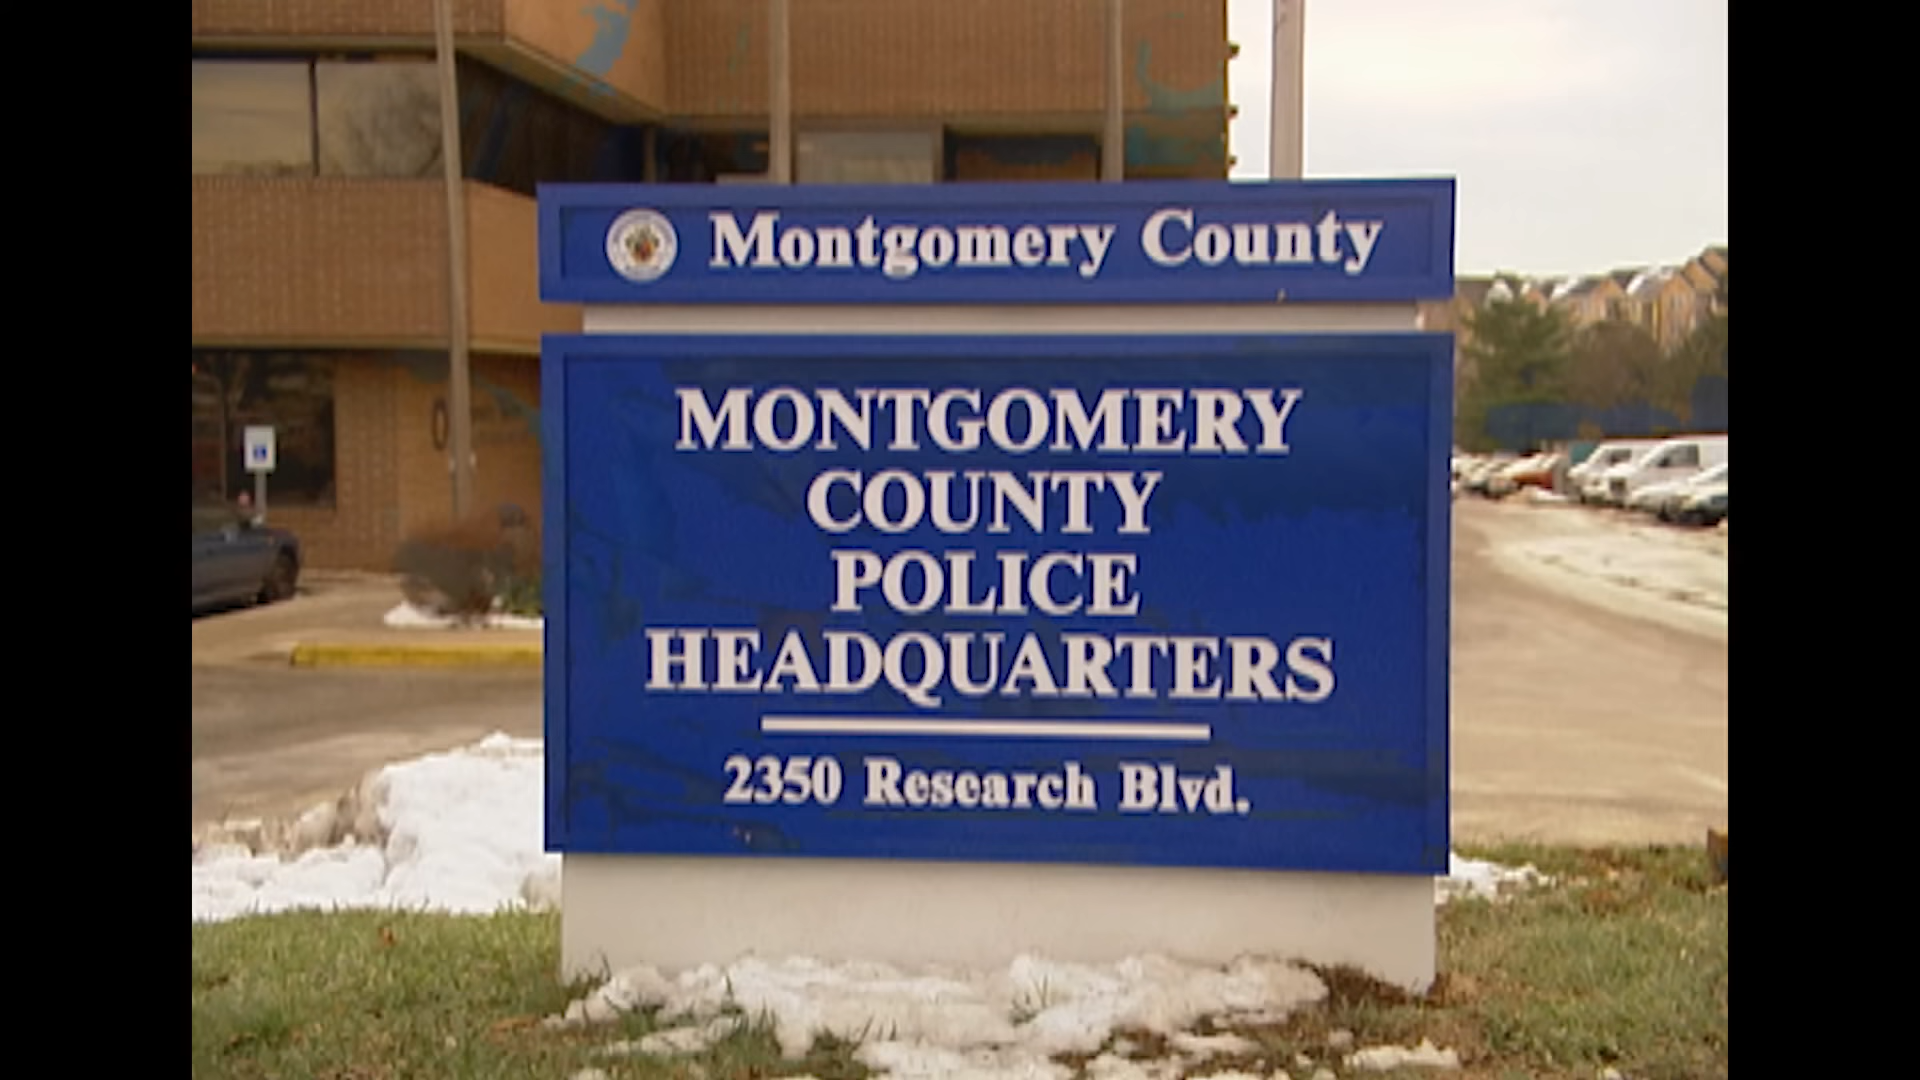 Montgomery County
MONTGOMERY
COUNTY
POLICE
HEADQUARTERS
2350 Research Blvd.